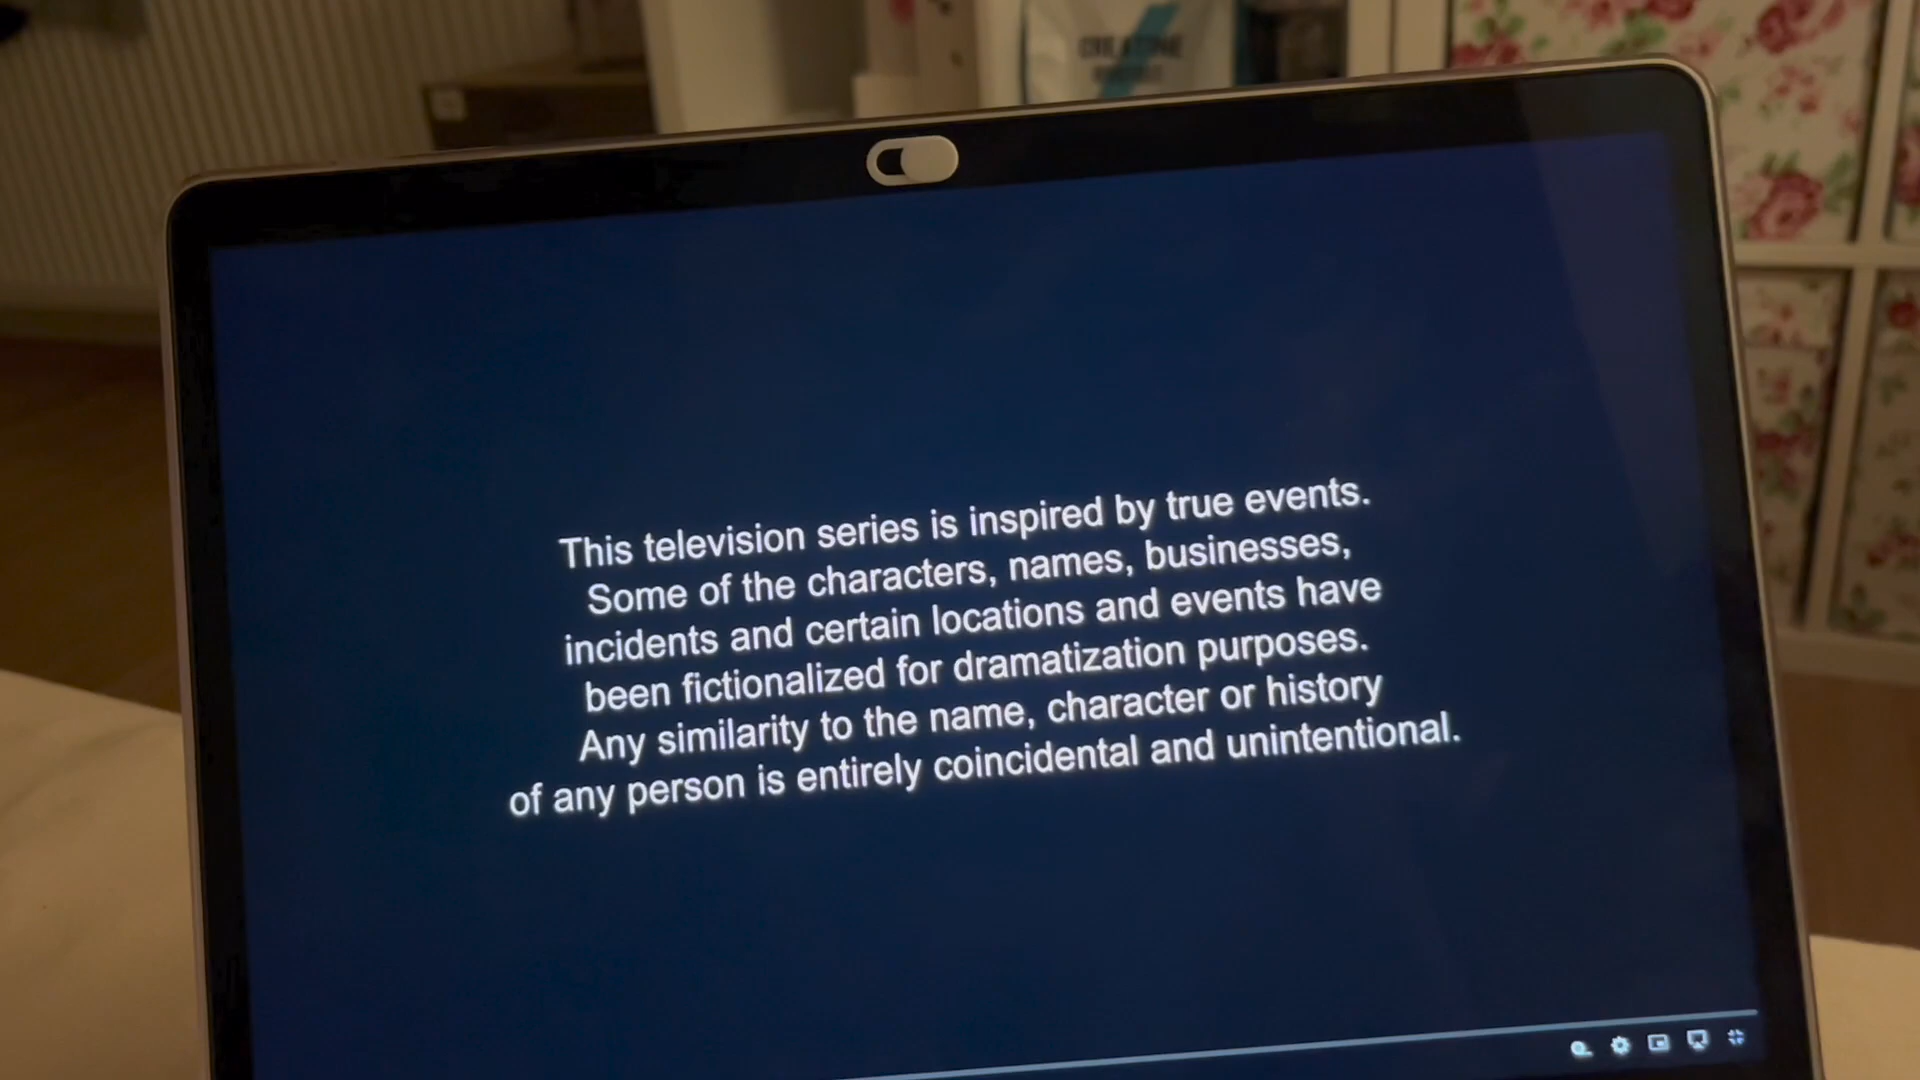 CREATINE
This television series is inspired by true events.
Some of the characters, names, businesses,
incidents and certain locations and events have
been fictionalized for dramatization purposes.
Any similarity to the name, character or history
of any person is entirely coincidental and unintentional.